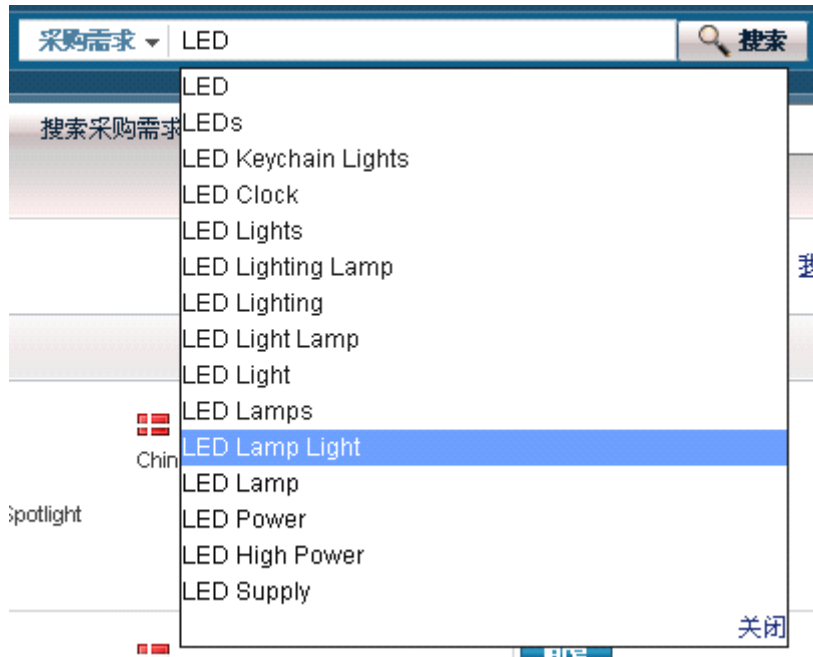 采购需求 LED 搜索
LED
搜索采购需求 LEDs
LED Keychain Lights
LED Clock
LED Lights
LED Lighting Lamp
LED Lighting
LED Light Lamp
LED Light
LED Lamps
LED Lamp Light
LED Lamp
Spotlight
LED Power
LED High Power
LED Supply
关闭